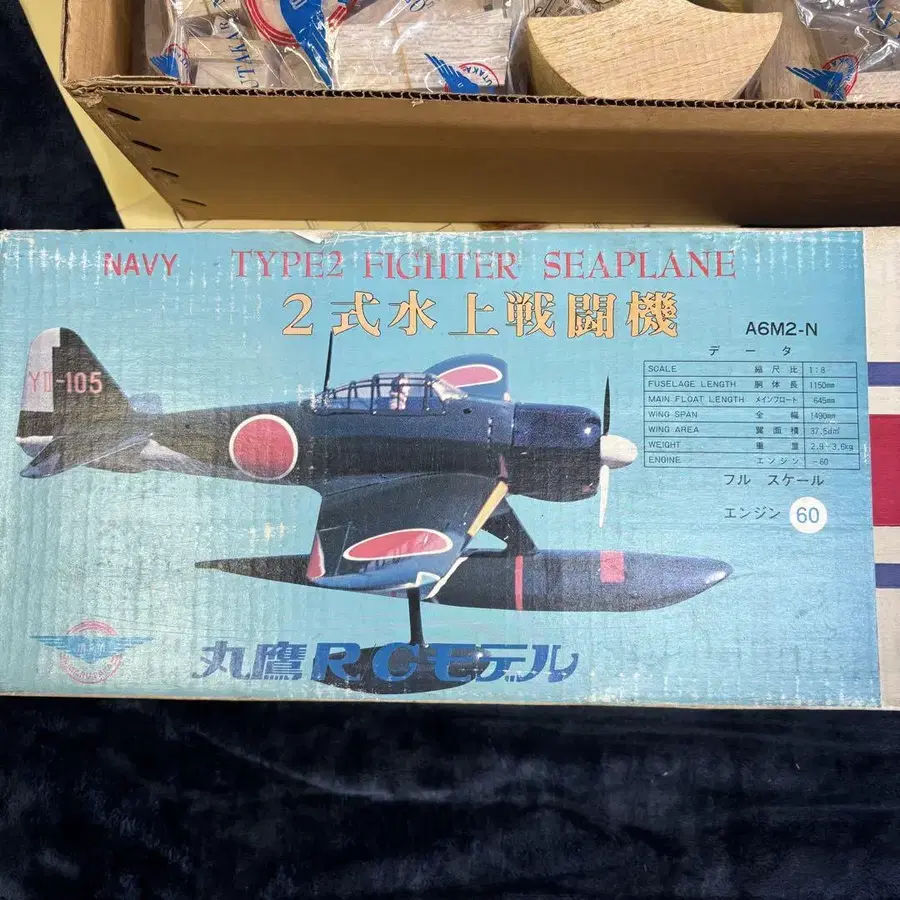 NAVY TYPE2 FIGHTER SEAPLANE
2式水上戦闘機
A6M2-N
データ
SCALE 縮尺比 1:8
FUSELAGE LENGTH 胴体長 1150mm
MAIN FLOAT LENGTH メインフロート 645mm
WING SPAN 全幅 1490mm
WING AREA 翼面積 37.5dm²
WEIGHT 重量 2.9-3.6kg
ENGINE エンジン -60
フル スケール
エンジン 60
YII-105
丸鷹RCモデル